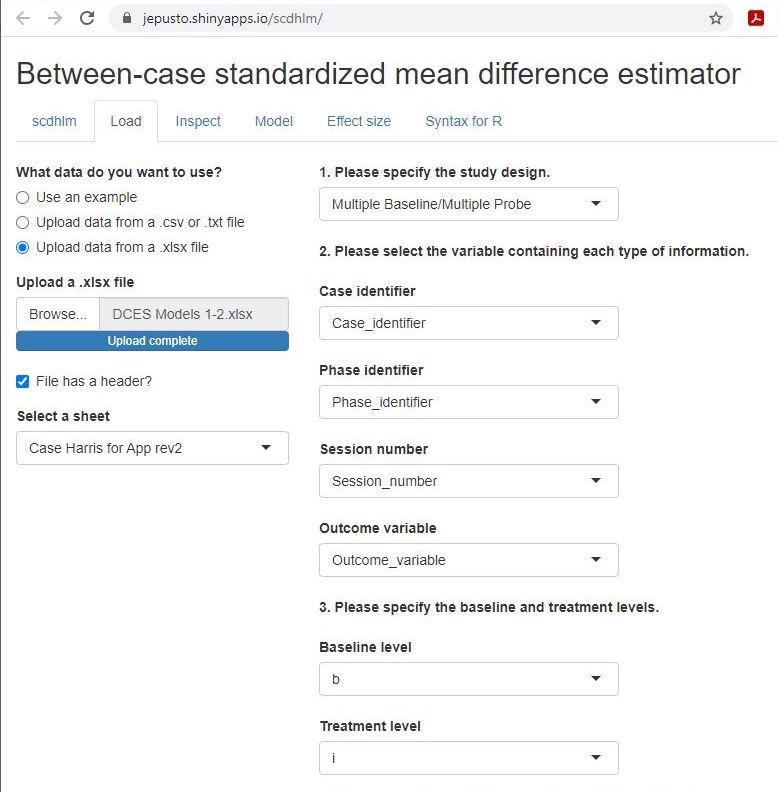 jepusto.shinyapps.io/scdhlm/
Between-case standardized mean difference estimator
scdhlm
Load
Inspect
Model
Effect size
Syntax for R
What data do you want to use?
Use an example
Upload data from a .csv or .txt file
Upload data from a .xlsx file
Upload a .xlsx file
Browse... DCES Models 1-2.xlsx
Upload complete
File has a header?
Select a sheet
Case Harris for App rev2
1. Please specify the study design.
Multiple Baseline/Multiple Probe
2. Please select the variable containing each type of information.
Case identifier
Case_identifier
Phase identifier
Phase_identifier
Session number
Session_number
Outcome variable
Outcome_variable
3. Please specify the baseline and treatment levels.
Baseline level
b
Treatment level
i